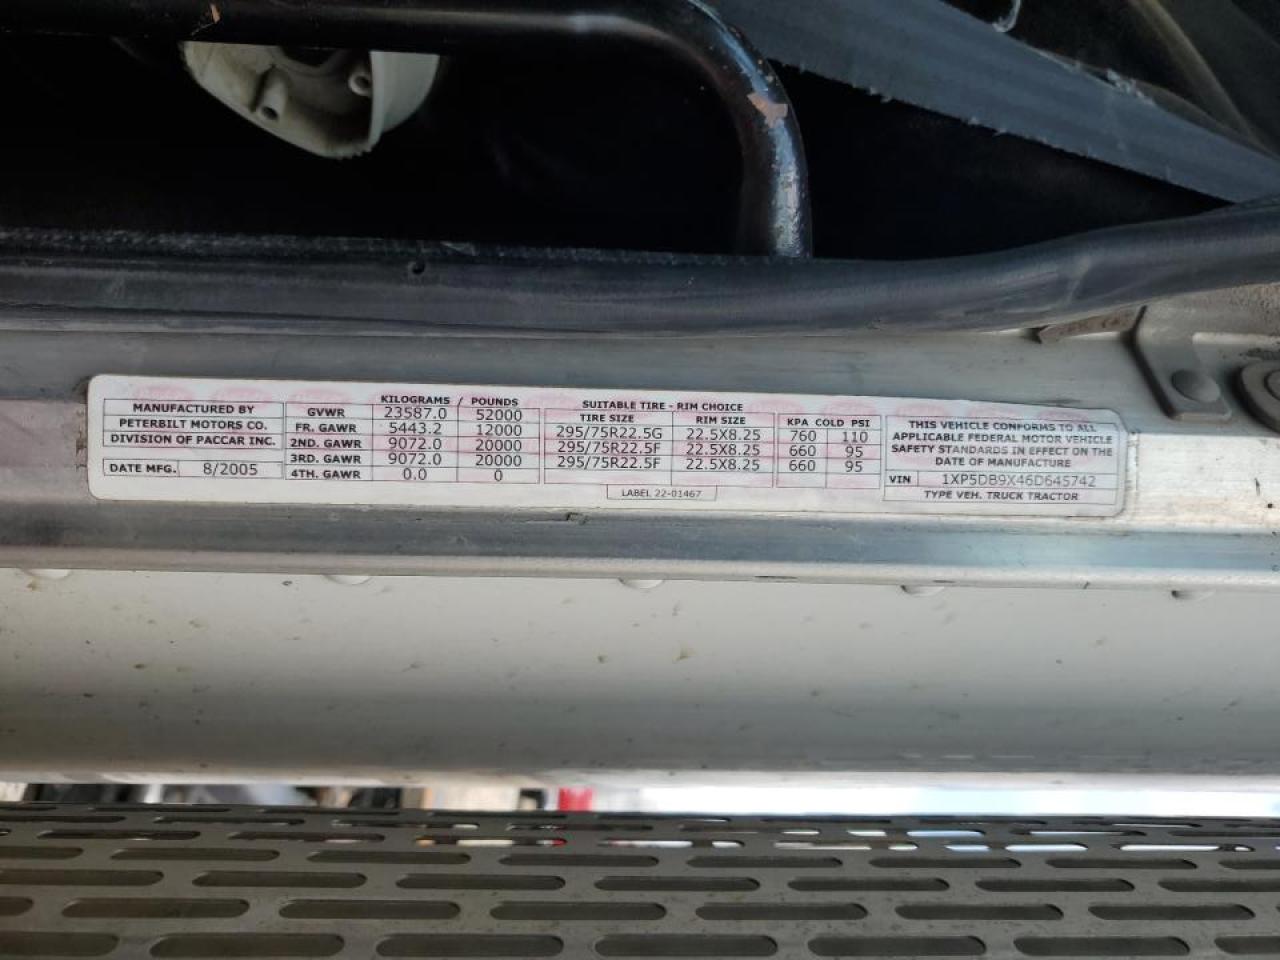 MANUFACTURED BY
PETERBILT MOTORS CO.
DIVISION OF PACCAR INC.
DATE MFG. 8/2005
KILOGRAMS / POUNDS
GVWR 23587.0 52000
FR. GAWR 5443.2 12000
2ND. GAWR 9072.0 20000
3RD. GAWR 9072.0 20000
4TH. GAWR 0.0 0
SUITABLE TIRE - RIM CHOICE
TIRE SIZE RIM SIZE KPA COLD PSI
295/75R22.5G 22.5X8.25 760 110
295/75R22.5F 22.5X8.25 660 95
295/75R22.5F 22.5X8.25 660 95
LABEL 22-01467
THIS VEHICLE CONFORMS TO ALL
APPLICABLE FEDERAL MOTOR VEHICLE
SAFETY STANDARDS IN EFFECT ON THE
DATE OF MANUFACTURE
VIN 1XP5DB9X46D645742
TYPE VEH. TRUCK TRACTOR